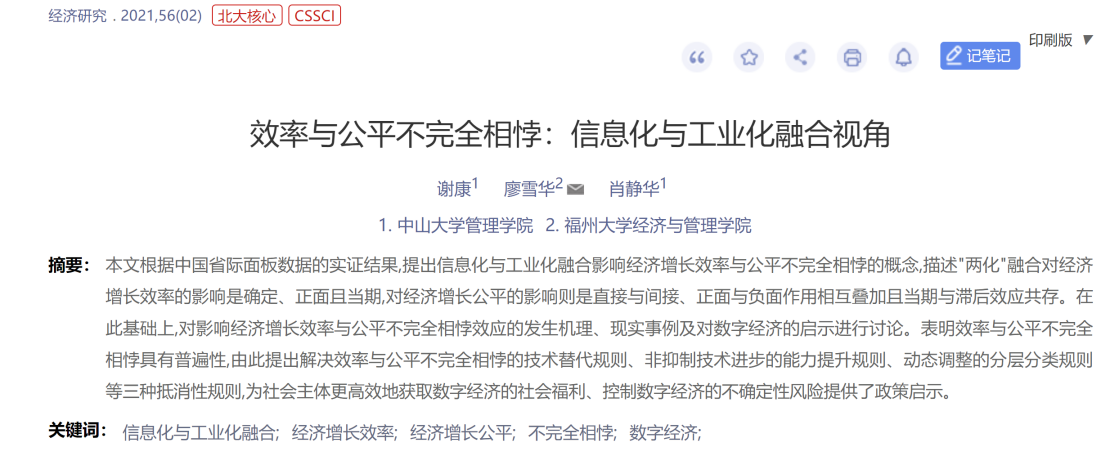 经济研究 . 2021,56(02) 北大核心 CSSCI
印刷版 ▼
记笔记
效率与公平不完全相悖：信息化与工业化融合视角
谢康1 廖雪华2 肖静华1
1. 中山大学管理学院 2. 福州大学经济与管理学院
摘要： 本文根据中国省际面板数据的实证结果,提出信息化与工业化融合影响经济增长效率与公平不完全相悖的概念,描述"两化"融合对经济
增长效率的影响是确定、正面且当期,对经济增长公平的影响则是直接与间接、正面与负面作用相互叠加且当期与滞后效应共存。在
此基础上,对影响经济增长效率与公平不完全相悖效应的发生机理、现实事例及对数字经济的启示进行讨论。表明效率与公平不完全
相悖具有普遍性,由此提出解决效率与公平不完全相悖的技术替代规则、非抑制技术进步的能力提升规则、动态调整的分层分类规则
等三种抵消性规则,为社会主体更高效地获取数字经济的社会福利、控制数字经济的不确定性风险提供了政策启示。
关键词： 信息化与工业化融合; 经济增长效率; 经济增长公平; 不完全相悖; 数字经济;